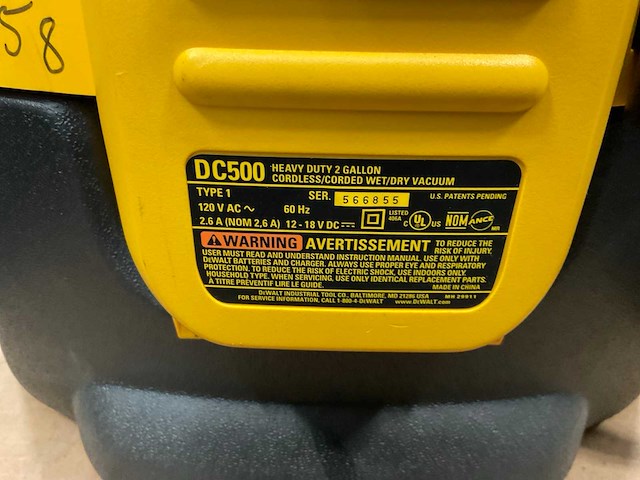 58
DC500 HEAVY DUTY 2 GALLON
CORDLESS/CORDED WET/DRY VACUUM
TYPE 1 SER. 566855 U.S. PATENTS PENDING
120 V AC ~ 60 Hz
2.6 A (NOM 2,6 A) 12 - 18 V DC ⎓ LISTED 406A C UL US NOM ANCE
WARNING AVERTISSEMENT TO REDUCE THE
RISK OF INJURY,
USER MUST READ AND UNDERSTAND INSTRUCTION MANUAL. USE ONLY WITH
DEWALT BATTERIES AND CHARGER. ALWAYS USE PROPER EYE AND RESPIRATORY
PROTECTION. TO REDUCE THE RISK OF ELECTRIC SHOCK, USE INDOORS ONLY.
HOUSEHOLD TYPE. WHEN SERVICING, USE ONLY IDENTICAL REPLACEMENT PARTS.
À TITRE PRÉVENTIF LIRE LE GUIDE. MADE IN CHINA
DEWALT INDUSTRIAL TOOL CO., BALTIMORE, MD 21286 USA MH 29911
FOR SERVICE INFORMATION, CALL 1-800-4-DEWALT www.DEWALT.com